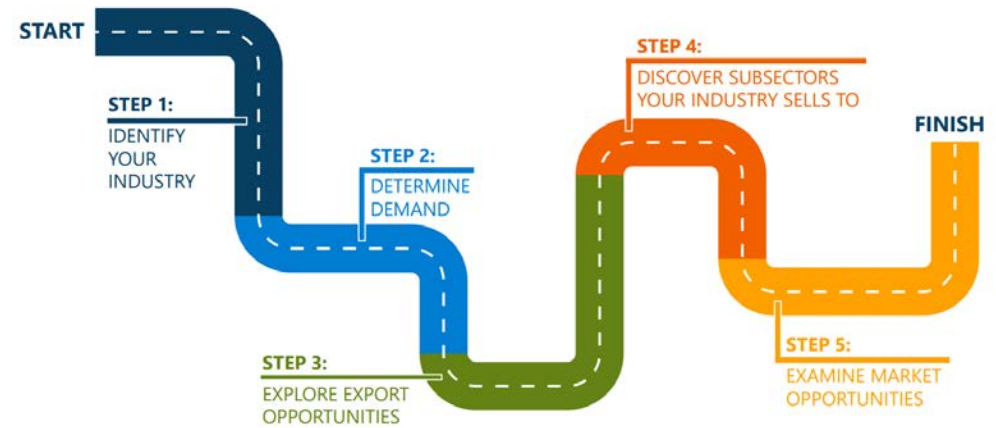 START
STEP 1:
IDENTIFY
YOUR
INDUSTRY
STEP 2:
DETERMINE
DEMAND
STEP 3:
EXPLORE EXPORT
OPPORTUNITIES
STEP 4:
DISCOVER SUBSECTORS
YOUR INDUSTRY SELLS TO
STEP 5:
EXAMINE MARKET
OPPORTUNITIES
FINISH